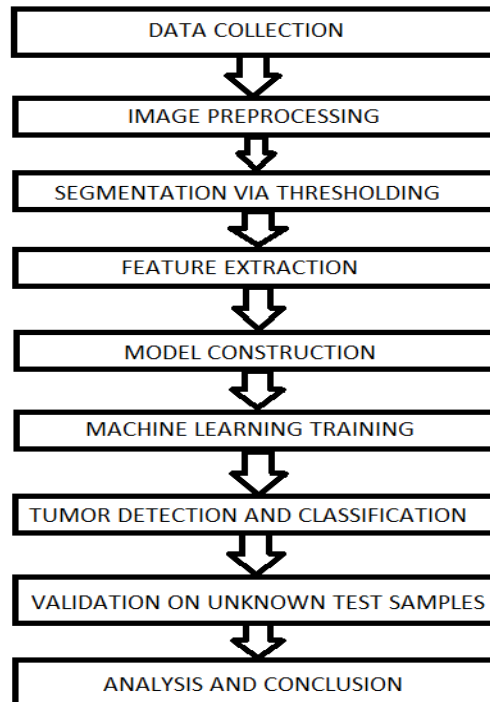 DATA COLLECTION
IMAGE PREPROCESSING
SEGMENTATION VIA THRESHOLDING
FEATURE EXTRACTION
MODEL CONSTRUCTION
MACHINE LEARNING TRAINING
TUMOR DETECTION AND CLASSIFICATION
VALIDATION ON UNKNOWN TEST SAMPLES
ANALYSIS AND CONCLUSION